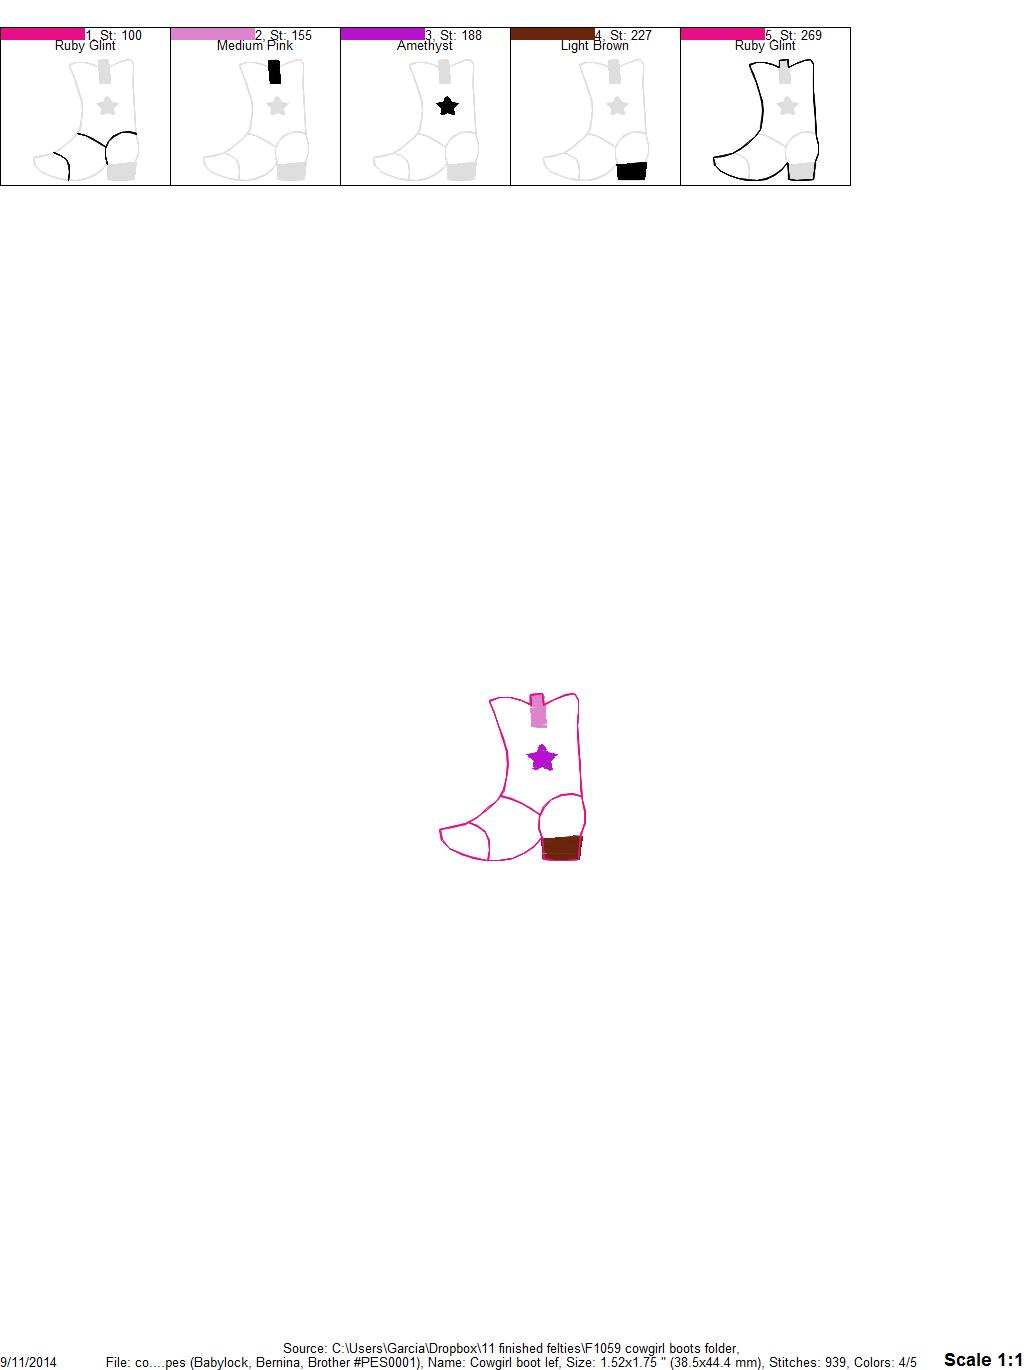 1, St: 100
Ruby Glint
2, St: 155
Medium Pink
3, St: 188
Amethyst
4, St: 227
Light Brown
5, St: 269
Ruby Glint
Source: C:\Users\Garcia\Dropbox\11 finished felties\F1059 cowgirl boots folder,
9/11/2014
File: co....pes (Babylock, Bernina, Brother #PES0001), Name: Cowgirl boot lef, Size: 1.52x1.75 " (38.5x44.4 mm), Stitches: 939, Colors: 4/5
Scale 1:1